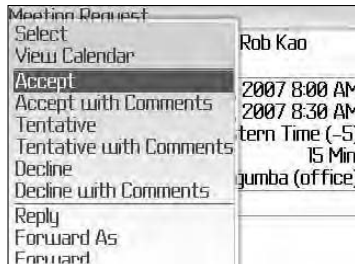 Meeting Request
Select
View Calendar
Accept
Accept with Comments
Tentative
Tentative with Comments
Decline
Decline with Comments
Reply
Forward As
Forward
Rob Kao
2007 8:00 AM
2007 8:30 AM
tern Time (-5)
15 Min
gumba (office)